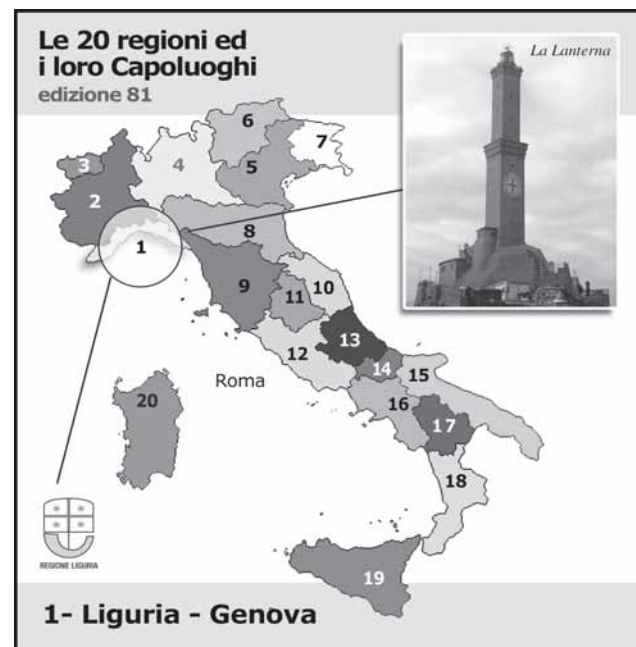 Le 20 regioni ed
i loro Capoluoghi
edizione 81
La Lanterna
6
7
3
4
5
2
1
8
9
10
11
12
13
14
15
Roma
20
16
17
18
19
REGIONE LIGURIA
1- Liguria - Genova